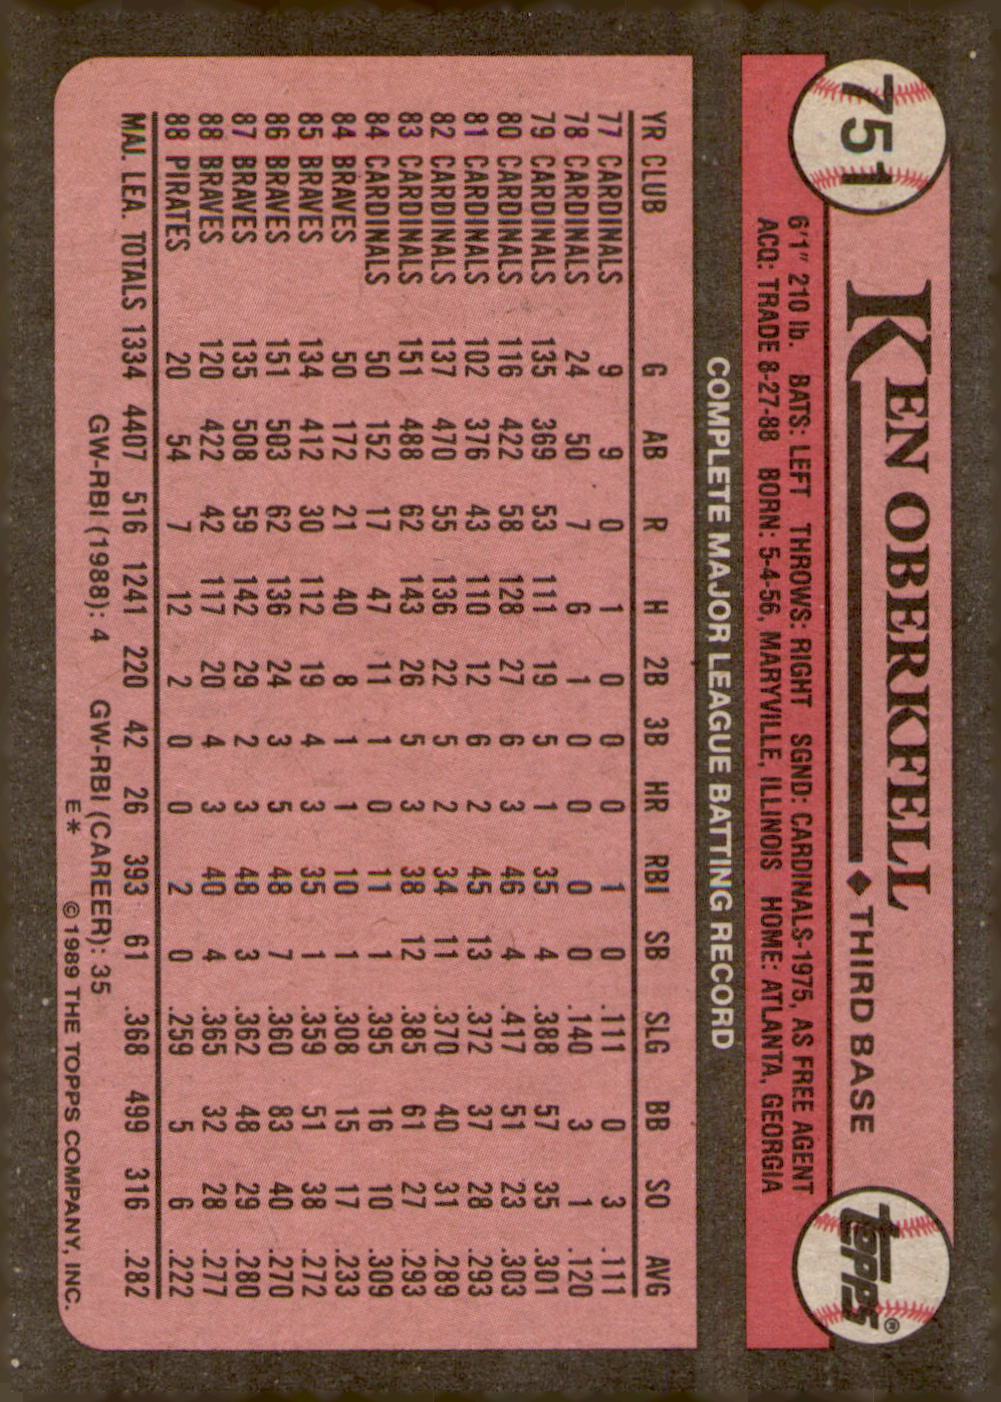 751
KEN OBERKFELL ◆ THIRD BASE
topps®
6'1" 210 lb. BATS: LEFT THROWS: RIGHT SGND: CARDINALS-1975, AS FREE AGENT
ACQ: TRADE 8-27-88 BORN: 5-4-56, MARYVILLE, ILLINOIS HOME: ATLANTA, GEORGIA
COMPLETE MAJOR LEAGUE BATTING RECORD
YR CLUB G AB R H 2B 3B HR RBI SB SLG BB SO AVG
77 CARDINALS 9 9 0 1 0 0 0 1 0 .111 0 3 .111
78 CARDINALS 24 50 7 6 1 0 0 0 0 .140 3 1 .120
79 CARDINALS 135 369 53 111 19 5 1 35 4 .388 57 35 .301
80 CARDINALS 116 422 58 128 27 6 3 46 4 .417 51 23 .303
81 CARDINALS 102 376 43 110 12 6 2 45 13 .372 37 28 .293
82 CARDINALS 137 470 55 136 22 5 2 34 11 .370 40 31 .289
83 CARDINALS 151 488 62 143 26 5 3 38 12 .385 61 27 .293
84 CARDINALS 50 152 17 47 11 1 0 11 1 .395 16 10 .309
84 BRAVES 50 172 21 40 8 1 1 10 1 .308 15 17 .233
85 BRAVES 134 412 30 112 19 4 3 35 1 .359 51 38 .272
86 BRAVES 151 503 62 136 24 3 5 48 7 .360 83 40 .270
87 BRAVES 135 508 59 142 29 2 3 48 3 .362 48 29 .280
88 BRAVES 120 422 42 117 20 4 3 40 4 .365 32 28 .277
88 PIRATES 20 54 7 12 2 0 0 2 0 .259 5 6 .222
MAJ. LEA. TOTALS 1334 4407 516 1241 220 42 26 393 61 .368 499 316 .282
GW-RBI (1988): 4 GW-RBI (CAREER): 35
E* © 1989 THE TOPPS COMPANY, INC.